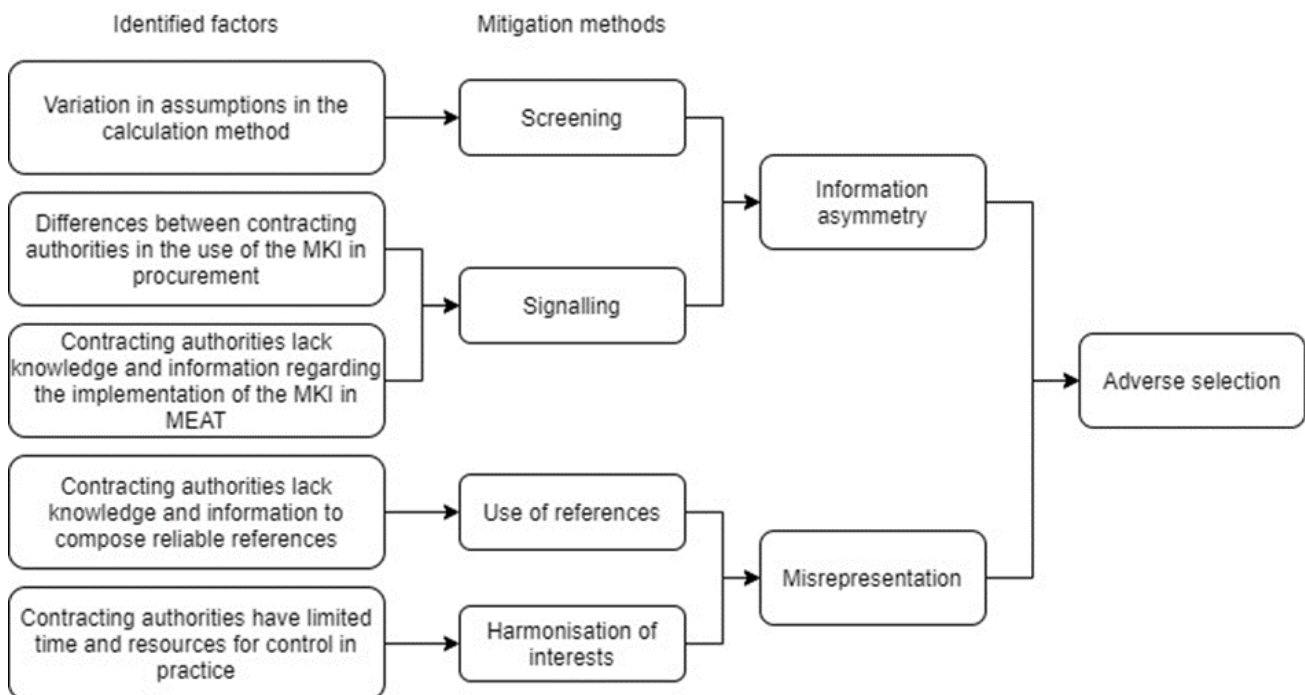 Identified factors
Mitigation methods
Variation in assumptions in the
calculation method
Screening
Differences between contracting
authorities in the use of the MKI in
procurement
Signalling
Contracting authorities lack
knowledge and information regarding
the implementation of the MKI in
MEAT
Information
asymmetry
Contracting authorities lack
knowledge and information to
compose reliable references
Use of references
Contracting authorities have limited
time and resources for control in
practice
Harmonisation of
interests
Misrepresentation
Adverse selection